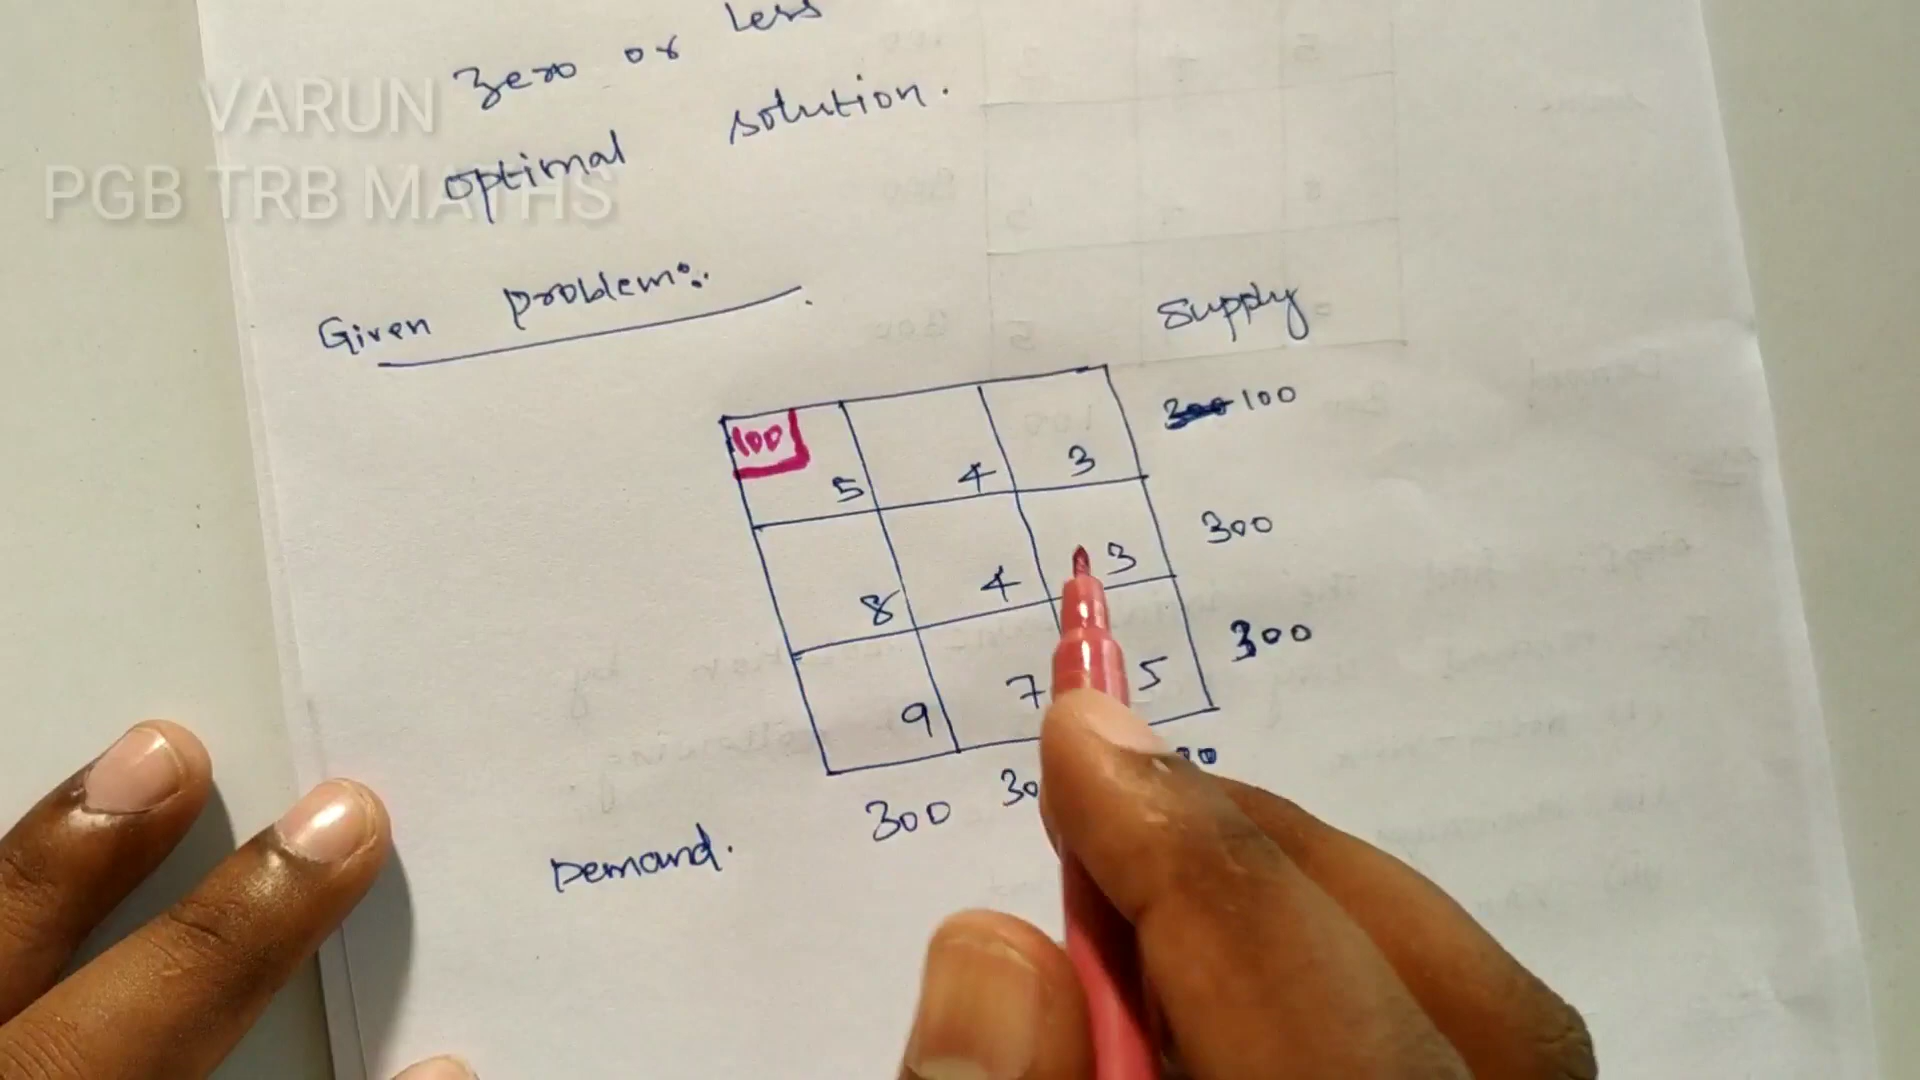 VARUN
PGB TRB MATHS
Less
zero or
optimal solution.
Given problem:
Supply
100 100
5 4 3
8 4 3 300
9 7 5 300
Demand. 300